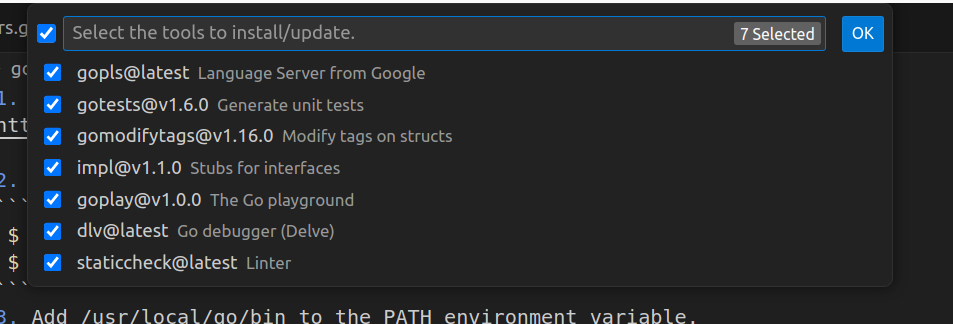 Select the tools to install/update.
7 Selected
OK
gopls@latest Language Server from Google
gotests@v1.6.0 Generate unit tests
gomodifytags@v1.16.0 Modify tags on structs
impl@v1.1.0 Stubs for interfaces
goplay@v1.0.0 The Go playground
dlv@latest Go debugger (Delve)
staticcheck@latest Linter
rs.g
go
1.
htt
2.
```
$
$
```
3. Add /usr/local/go/bin to the PATH environment variable.